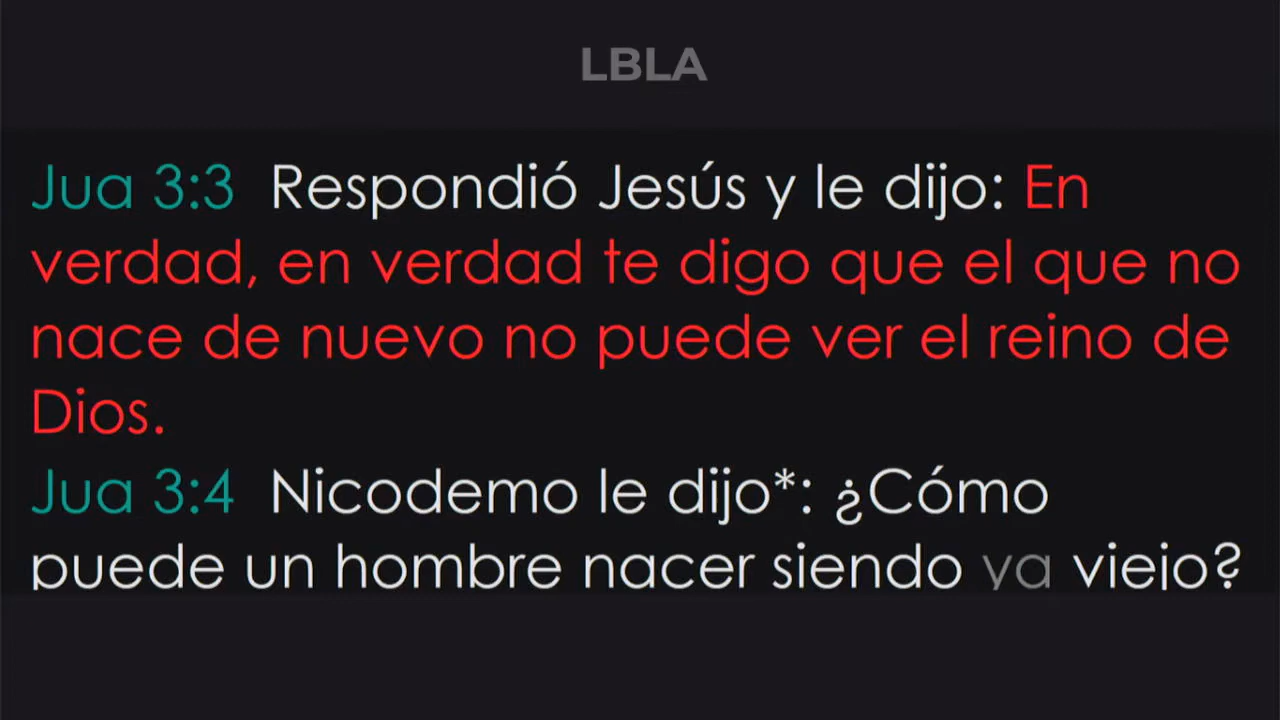 LBLA
Jua 3:3 Respondió Jesús y le dijo: En
verdad, en verdad te digo que el que no
nace de nuevo no puede ver el reino de
Dios.
Jua 3:4 Nicodemo le dijo*: ¿Cómo
puede un hombre nacer siendo ya viejo?